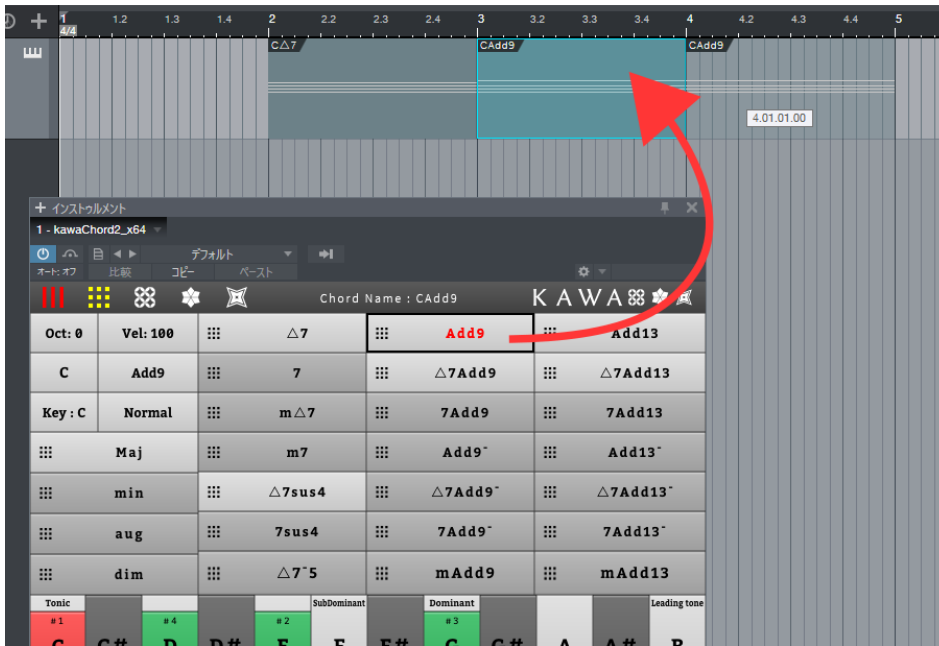 1 1.2 1.3 1.4 2 2.2 2.3 2.4 3 3.2 3.3 3.4 4 4.2 4.3 4.4 5
4/4
C△7 CAdd9 CAdd9
4.01.01.00
インストゥルメント
1 - kawaChord2_x64
デフォルト
オート: オフ 比較 コピー ペースト
Chord Name : CAdd9 KAWA
Oct: 0 Vel: 100 △7 Add9 Add13
C Add9 7 △7Add9 △7Add13
Key : C Normal m△7 7Add9 7Add13
Maj m7 Add9⁻ Add13⁻
min △7sus4 △7Add9⁻ △7Add13⁻
aug 7sus4 7Add9⁻ 7Add13⁻
dim △7⁻5 mAdd9 mAdd13
Tonic SubDominant Dominant Leading tone
#1 #4 #2 #3
C C# D D# E F F# G G# A A# B